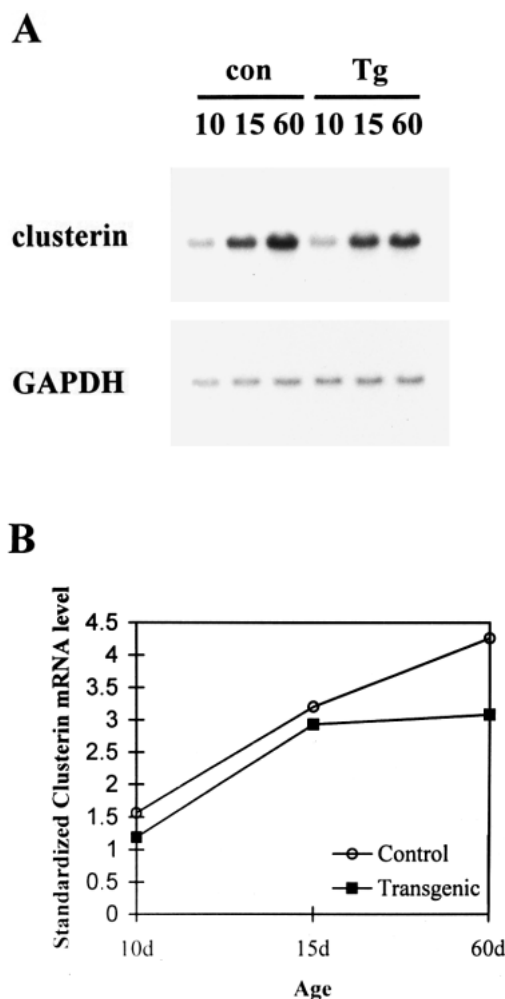 A
con Tg
10 15 60 10 15 60
clusterin
GAPDH
B
Standardized Clusterin mRNA level
4.5
4
3.5
3
2.5
2
1.5
1
0.5
0
Control
Transgenic
10d 15d 60d
Age